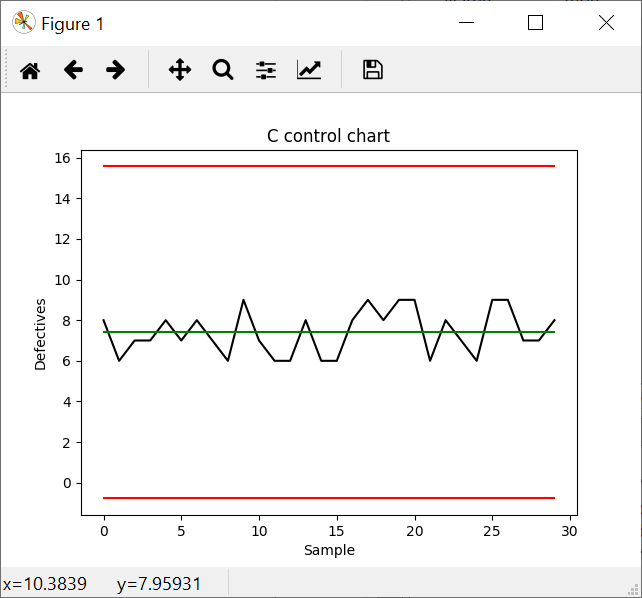 Figure 1
C control chart
16
14
12
10
8
6
4
2
0
Defectives
0 5 10 15 20 25 30
Sample
x=10.3839 y=7.95931